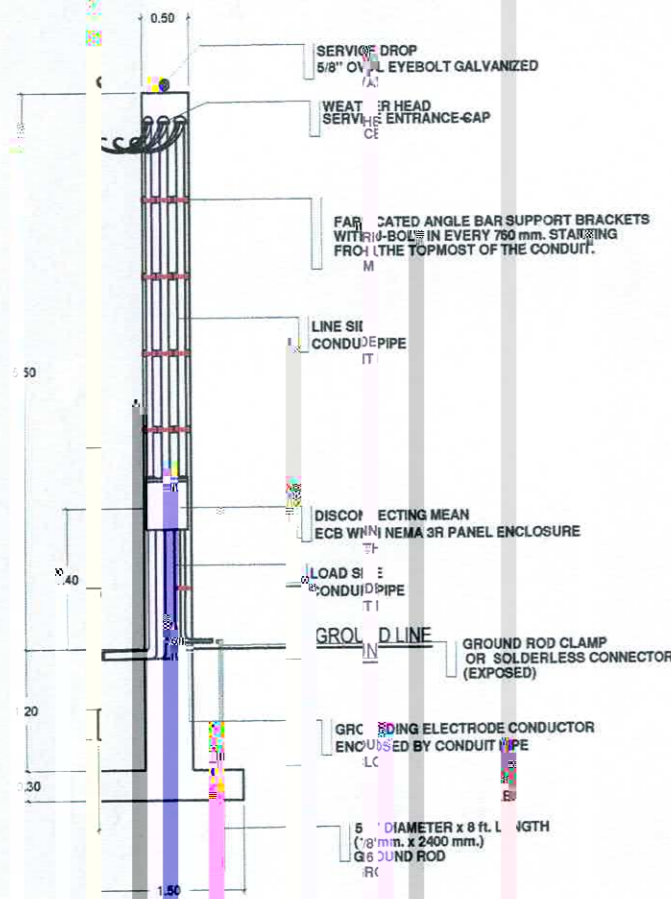 0.50
SERVICE DROP
5/8" OVAL EYEBOLT GALVANIZED
WEATHER HEAD
SERVICE ENTRANCE CAP
FABRICATED ANGLE BAR SUPPORT BRACKETS
WITH U-BOLT IN EVERY 760 mm. STARTING
FROM THE TOPMOST OF THE CONDUIT.
LINE SIDE
CONDUIT PIPE
50
DISCONNECTING MEAN
ECB WITH NEMA 3R PANEL ENCLOSURE
LOAD SIDE
CONDUIT PIPE
.40
GROUND LINE
GROUND ROD CLAMP
OR SOLDERLESS CONNECTOR
(EXPOSED)
.20
GROUNDING ELECTRODE CONDUCTOR
ENCLOSED BY CONDUIT PIPE
.30
DIAMETER x 8 ft. LENGTH
mm. x 2400 mm.)
GROUND ROD
1.50